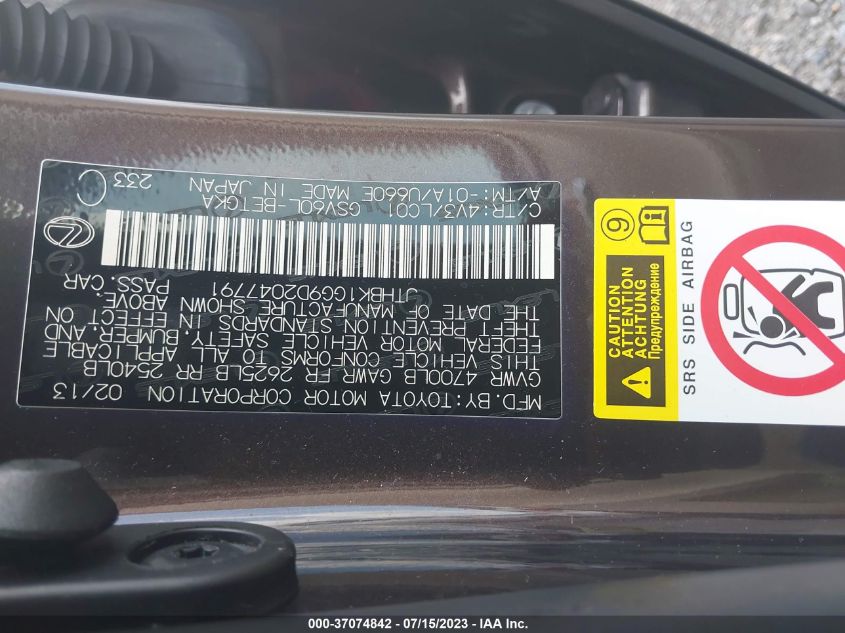 MFD. BY: TOYOTA MOTOR CORPORATION 02/13
GVWR 4700LB GAWR FR 2625LB RR 2540LB
THIS VEHICLE CONFORMS TO ALL APPLICABLE
FEDERAL MOTOR VEHICLE SAFETY, BUMPER, AND
THEFT PREVENTION STANDARDS IN EFFECT ON
THE DATE OF MANUFACTURE SHOWN ABOVE.
JTHBK1GG9D2047791 PASS. CAR
GSV60L-BETGKA
C/TR: 4V3/LC01
A/TM: -01A/U660E MADE IN JAPAN
233
C
9
CAUTION
ATTENTION
ACHTUNG
Предупреждение
SRS SIDE AIRBAG
000-37074842 - 07/15/2023 - IAA Inc.